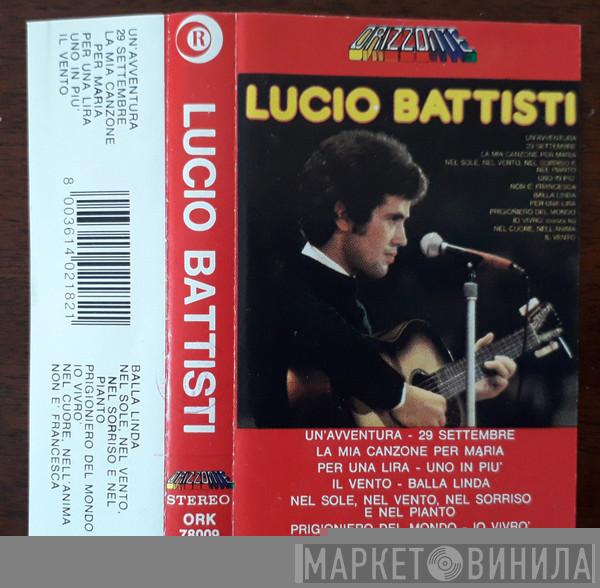 UN'AVVENTURA
29 SETTEMBRE
LA MIA CANZONE
PER MARIA
PER UNA LIRA
UNO IN PIU'
IL VENTO
8 003614 021821
BALLA LINDA
NEL SOLE, NEL VENTO,
NEL SORRISO E NEL
PIANTO
PRIGIONIERO DEL MONDO
IO VIVRO'
NEL CUORE, NELL'ANIMA
NON E' FRANCESCA
R
LUCIO BATTISTI
ORIZZONTE
STEREO
ORK
78009
ORIZZONTE
LUCIO BATTISTI
UN'AVVENTURA
29 SETTEMBRE
LA MIA CANZONE PER MARIA
NEL SOLE, NEL VENTO, NEL SORRISO E
NEL PIANTO
UNO IN PIU'
NON E' FRANCESCA
BALLA LINDA
PER UNA LIRA
PRIGIONIERO DEL MONDO
IO VIVRO'
NEL CUORE, NELL'ANIMA
IL VENTO
UN'AVVENTURA - 29 SETTEMBRE
LA MIA CANZONE PER MARIA
PER UNA LIRA - UNO IN PIU'
IL VENTO - BALLA LINDA
NEL SOLE, NEL VENTO, NEL SORRISO
E NEL PIANTO
PRIGIONIERO DEL MONDO - IO VIVRO'
МАРКЕТ ВИНИЛА